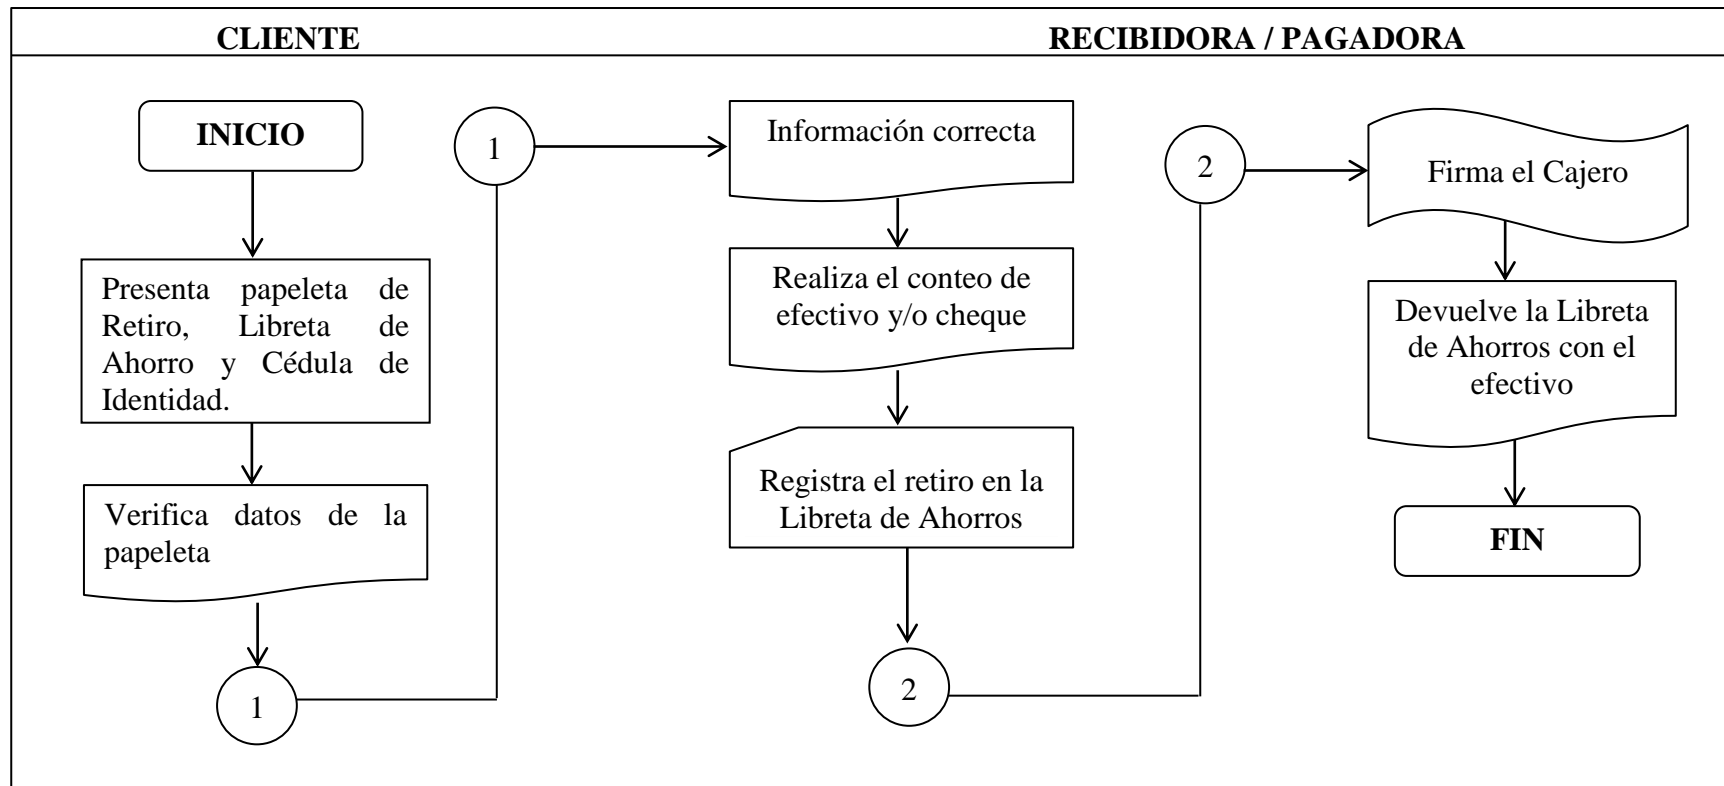 CLIENTE
RECIBIDORA / PAGADORA
INICIO
Presenta papeleta de
Retiro, Libreta de
Ahorro y Cédula de
Identidad.
Verifica datos de la
papeleta
1
1
Información correcta
Realiza el conteo de
efectivo y/o cheque
Registra el retiro en la
Libreta de Ahorros
2
2
Firma el Cajero
Devuelve la Libreta
de Ahorros con el
efectivo
FIN